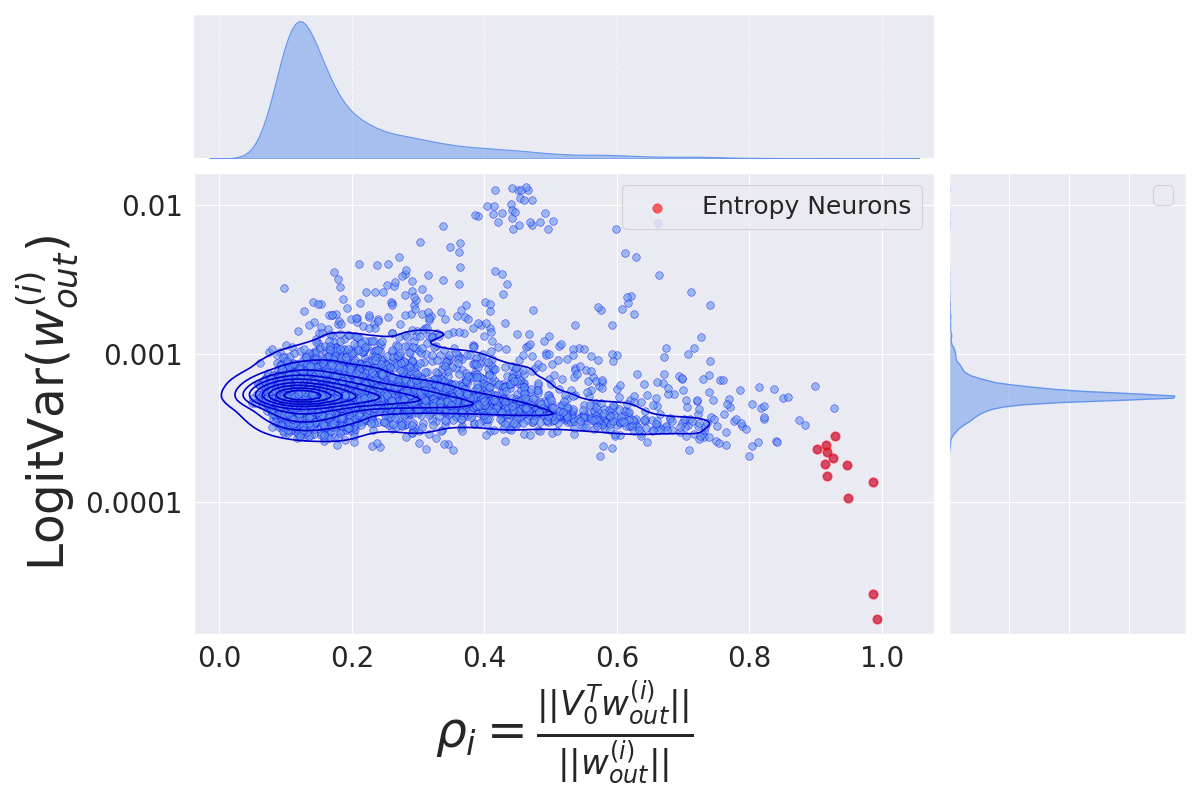 Entropy Neurons
LogitVar(w_{out}^{(i)})
0.01
0.001
0.0001
0.0 0.2 0.4 0.6 0.8 1.0
ρ_i = \frac{||V_0^T w_{out}^{(i)}||}{||w_{out}^{(i)}||}